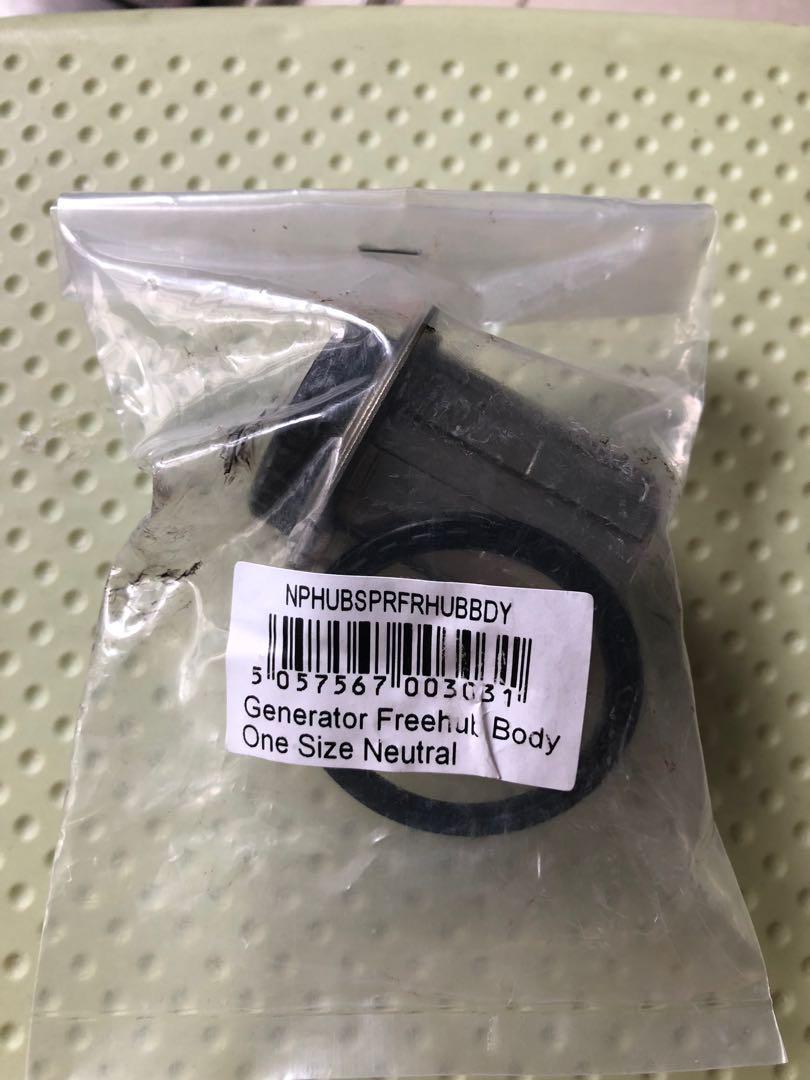 NPHUBSPRFRHUBBDY
5 057567 003031
Generator Freehub Body
One Size Neutral